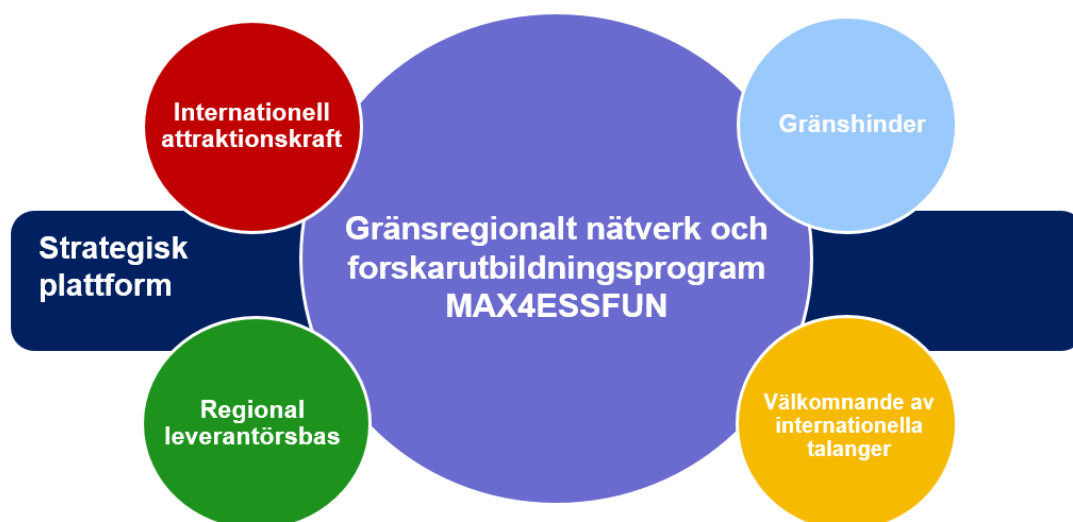 Internationell
attraktionskraft
Gränshinder
Strategisk
plattform
Gränsregionalt nätverk och
forskarutbildningsprogram
MAX4ESSFUN
Regional
leverantörsbas
Välkomnande av
internationella
talanger